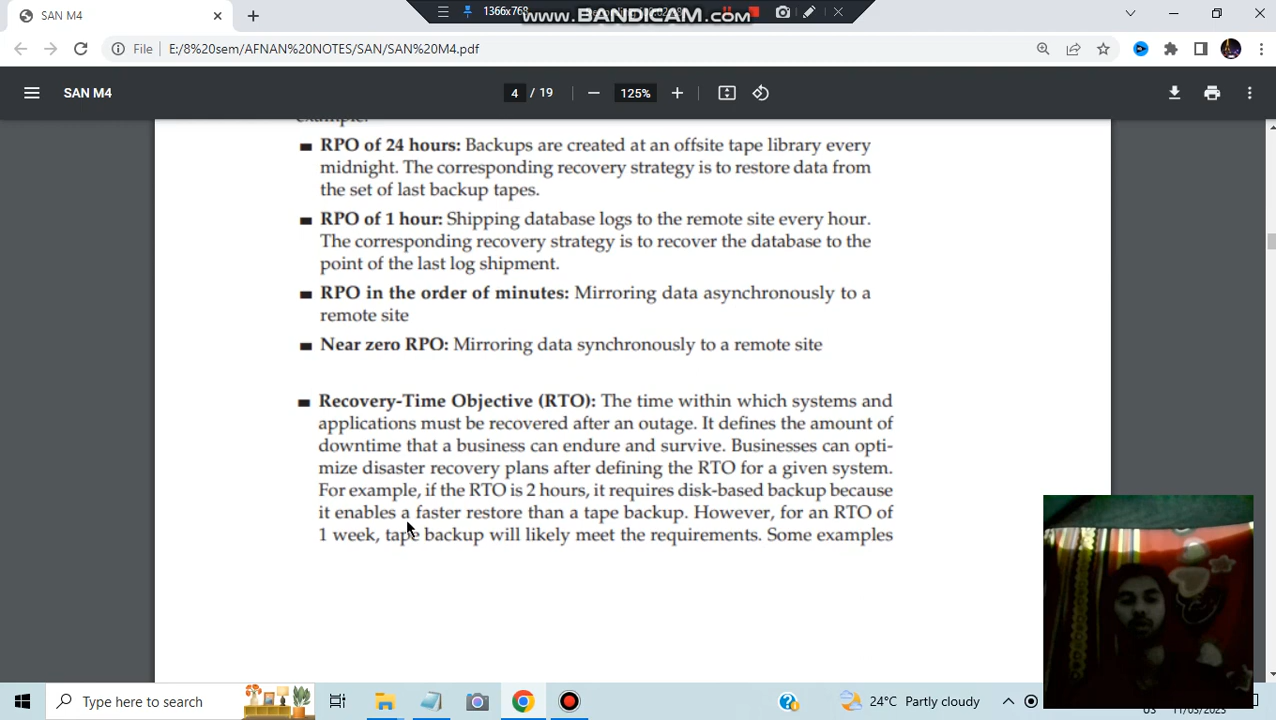 SAN M4
1366x768
www.BANDICAM.com
File E:/8%20sem/AFNAN%20NOTES/SAN/SAN%20M4.pdf
SAN M4
4 / 19
125%
example.
RPO of 24 hours: Backups are created at an offsite tape library every
midnight. The corresponding recovery strategy is to restore data from
the set of last backup tapes.
RPO of 1 hour: Shipping database logs to the remote site every hour.
The corresponding recovery strategy is to recover the database to the
point of the last log shipment.
RPO in the order of minutes: Mirroring data asynchronously to a
remote site
Near zero RPO: Mirroring data synchronously to a remote site
Recovery-Time Objective (RTO): The time within which systems and
applications must be recovered after an outage. It defines the amount of
downtime that a business can endure and survive. Businesses can opti-
mize disaster recovery plans after defining the RTO for a given system.
For example, if the RTO is 2 hours, it requires disk-based backup because
it enables a faster restore than a tape backup. However, for an RTO of
1 week, tape backup will likely meet the requirements. Some examples
Type here to search
24°C Partly cloudy